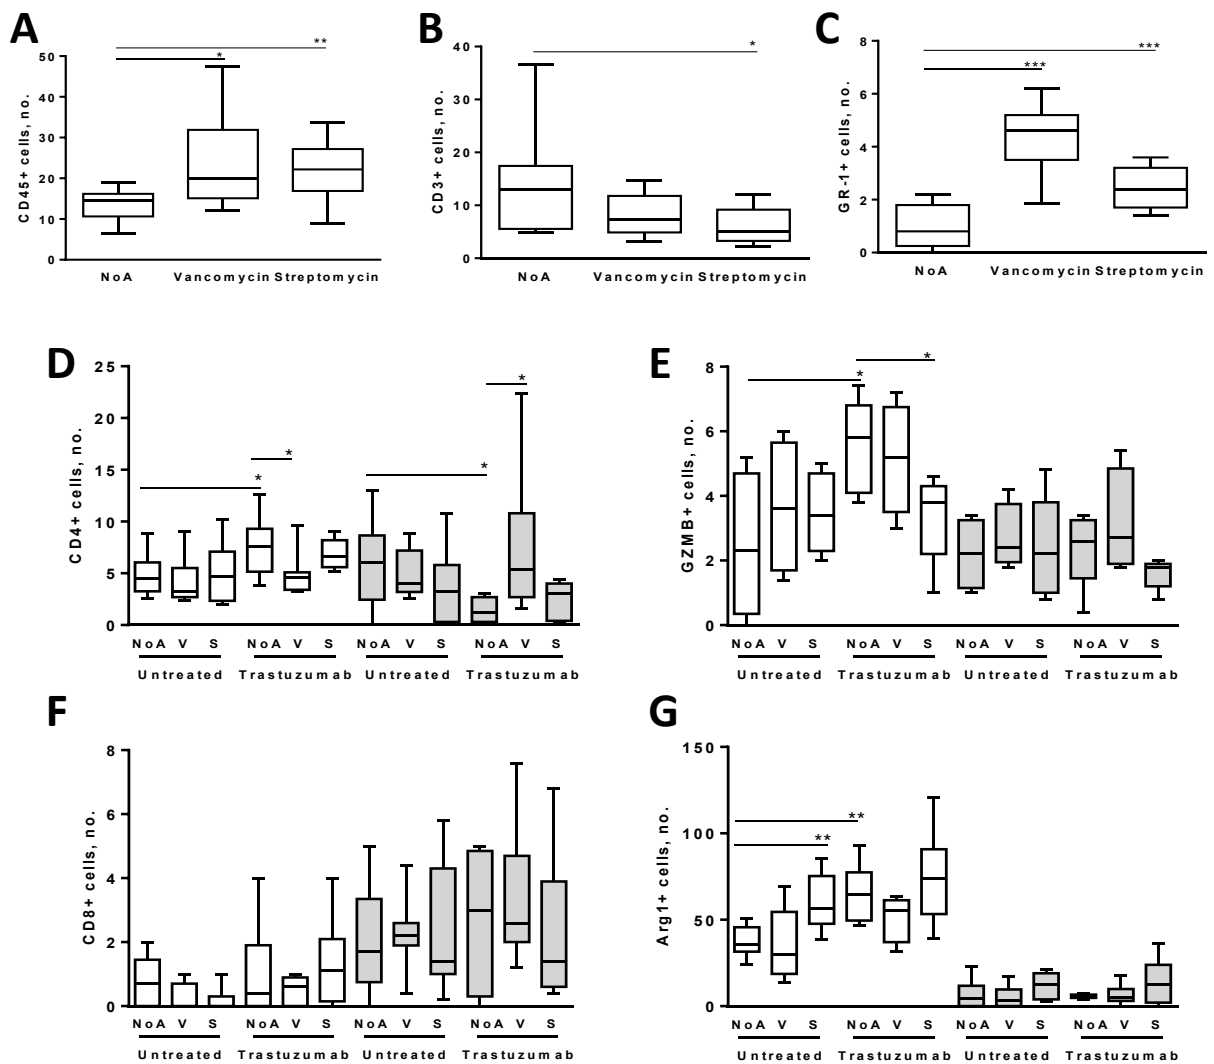 A
CD45+ cells, no.
50
40
30
20
10
0
*
**
NoA Vancomycin Streptomycin
B
CD3+ cells, no.
40
30
20
10
0
*
NoA Vancomycin Streptomycin
C
GR-1+ cells, no.
8
6
4
2
0
***
***
NoA Vancomycin Streptomycin
D
CD4+ cells, no.
25
20
15
10
5
0
*
*
*
*
NoA V S NoA V S NoA V S NoA V S
Untreated Trastuzumab Untreated Trastuzumab
E
GZMB+ cells, no.
8
6
4
2
0
*
*
NoA V S NoA V S NoA V S NoA V S
Untreated Trastuzumab Untreated Trastuzumab
F
CD8+ cells, no.
8
6
4
2
0
NoA V S NoA V S NoA V S NoA V S
Untreated Trastuzumab Untreated Trastuzumab
G
Arg1+ cells, no.
150
100
50
0
**
**
NoA V S NoA V S NoA V S NoA V S
Untreated Trastuzumab Untreated Trastuzumab